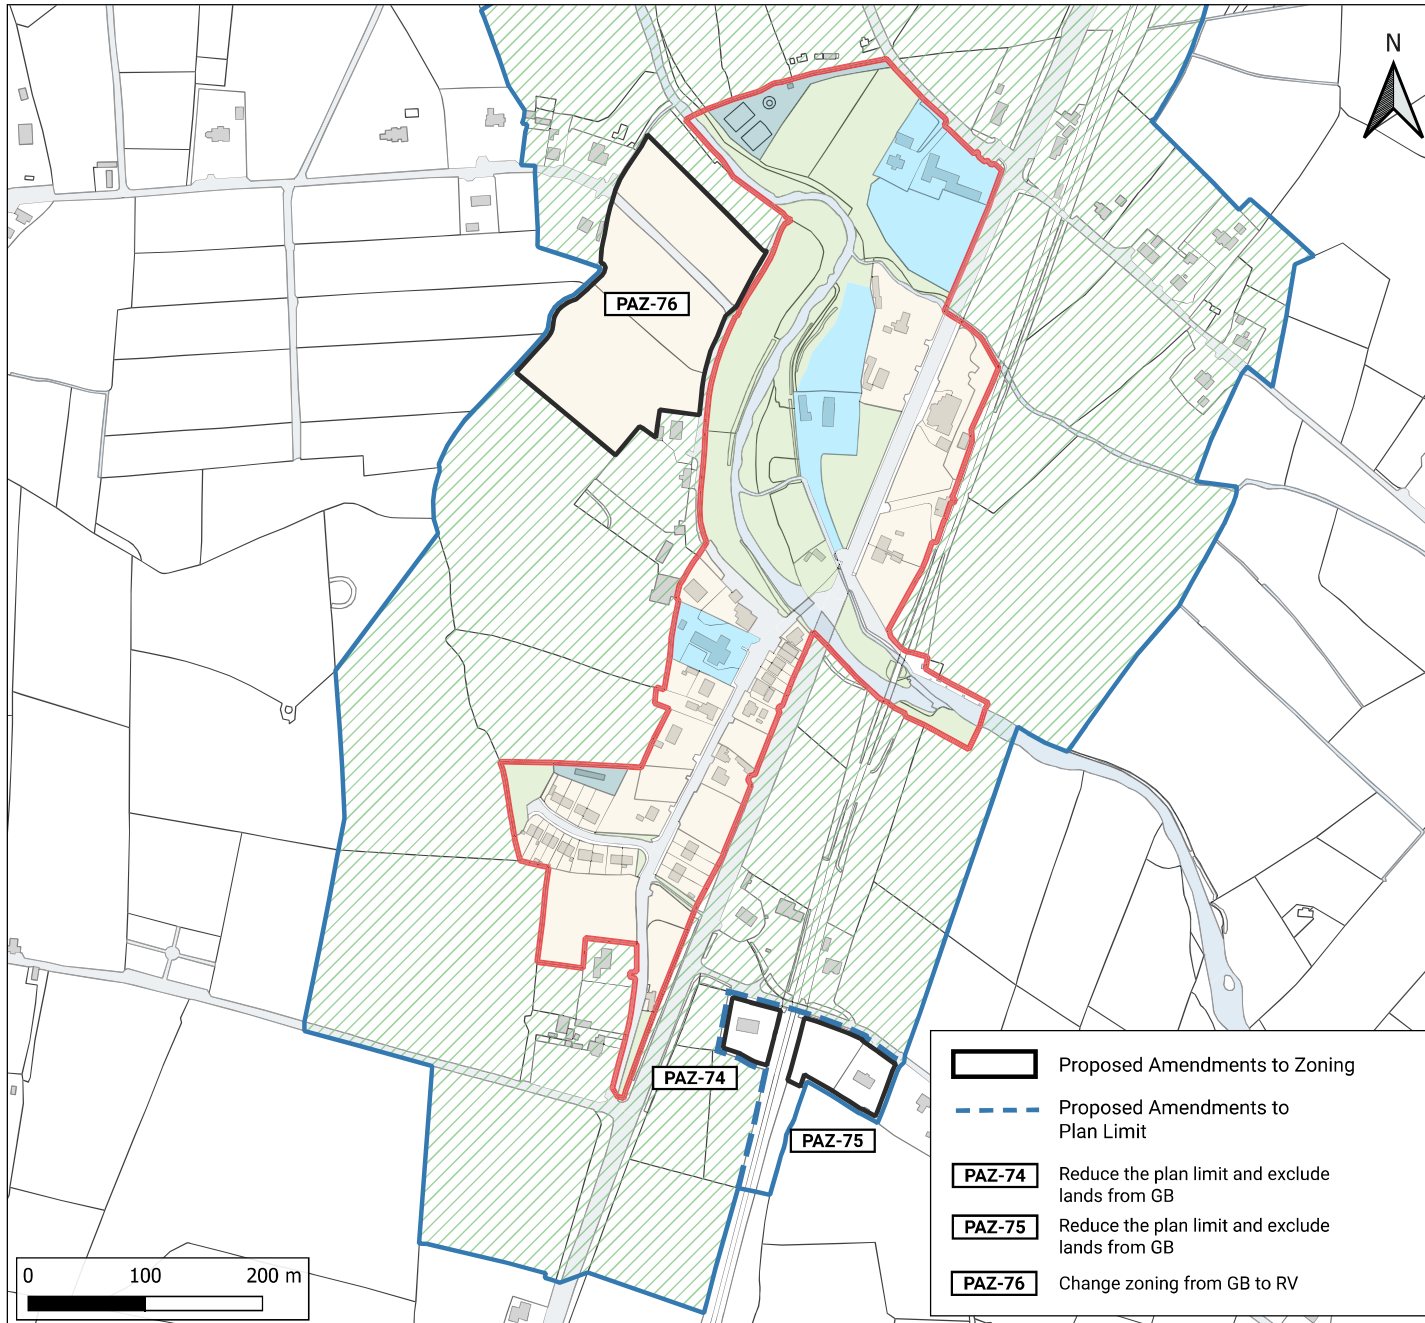 N
PAZ-76
PAZ-74
PAZ-75
Proposed Amendments to Zoning
Proposed Amendments to
Plan Limit
PAZ-74 Reduce the plan limit and exclude
lands from GB
PAZ-75 Reduce the plan limit and exclude
lands from GB
PAZ-76 Change zoning from GB to RV
0 100 200 m